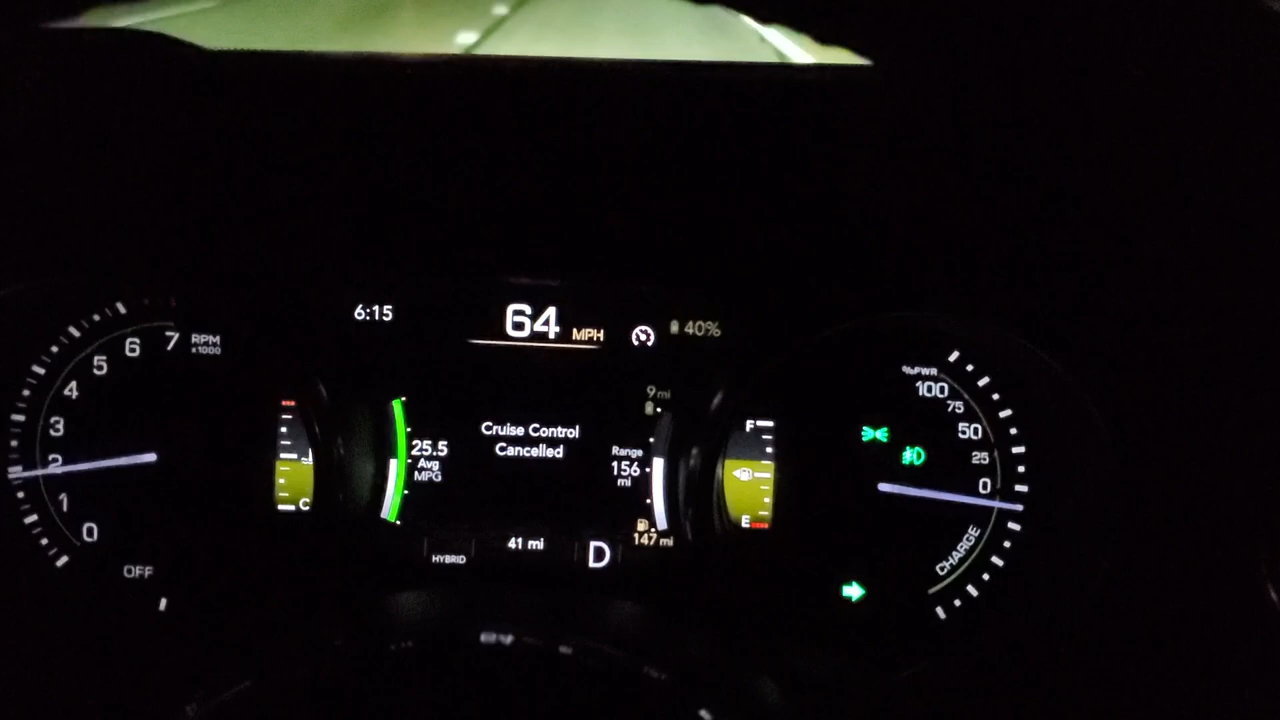 6:15
64 MPH
40%
7 RPM
x1000
6
5
4
3
2
1
0
OFF
C
25.5
Avg
MPG
Cruise Control
Cancelled
9 mi
Range
156
mi
147 mi
HYBRID
41 mi
D
F
E
%PWR
100
75
50
25
0
CHARGE